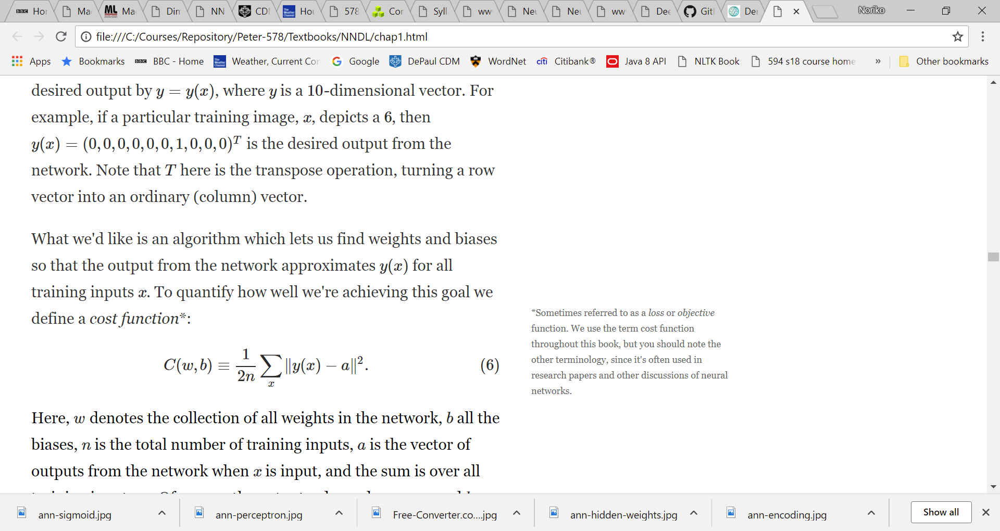 Hor
Ma
ML Ma
Din
NN
CDM
Hou
578
Cor
Syll
ww
Neu
Neu
ww
Dee
Git
De
Noriko
file:///C:/Courses/Repository/Peter-578/Textbooks/NNDL/chap1.html
Apps Bookmarks BBC BBC - Home Weather, Current Con Google DePaul CDM WordNet citi Citibank® Java 8 API NLTK Book 594 s18 course home » Other bookmarks
desired output by y = y(x), where y is a 10-dimensional vector. For
example, if a particular training image, x, depicts a 6, then
y(x) = (0, 0, 0, 0, 0, 0, 1, 0, 0, 0)^T is the desired output from the
network. Note that T here is the transpose operation, turning a row
vector into an ordinary (column) vector.
What we'd like is an algorithm which lets us find weights and biases
so that the output from the network approximates y(x) for all
training inputs x. To quantify how well we're achieving this goal we
define a cost function*:
*Sometimes referred to as a loss or objective
function. We use the term cost function
throughout this book, but you should note the
other terminology, since it's often used in
research papers and other discussions of neural
networks.
C(w, b) ≡ 1/2n ∑x ‖y(x) − a‖². (6)
Here, w denotes the collection of all weights in the network, b all the
biases, n is the total number of training inputs, a is the vector of
outputs from the network when x is input, and the sum is over all
ann-sigmoid.jpg
ann-perceptron.jpg
Free-Converter.co....jpg
ann-hidden-weights.jpg
ann-encoding.jpg
Show all